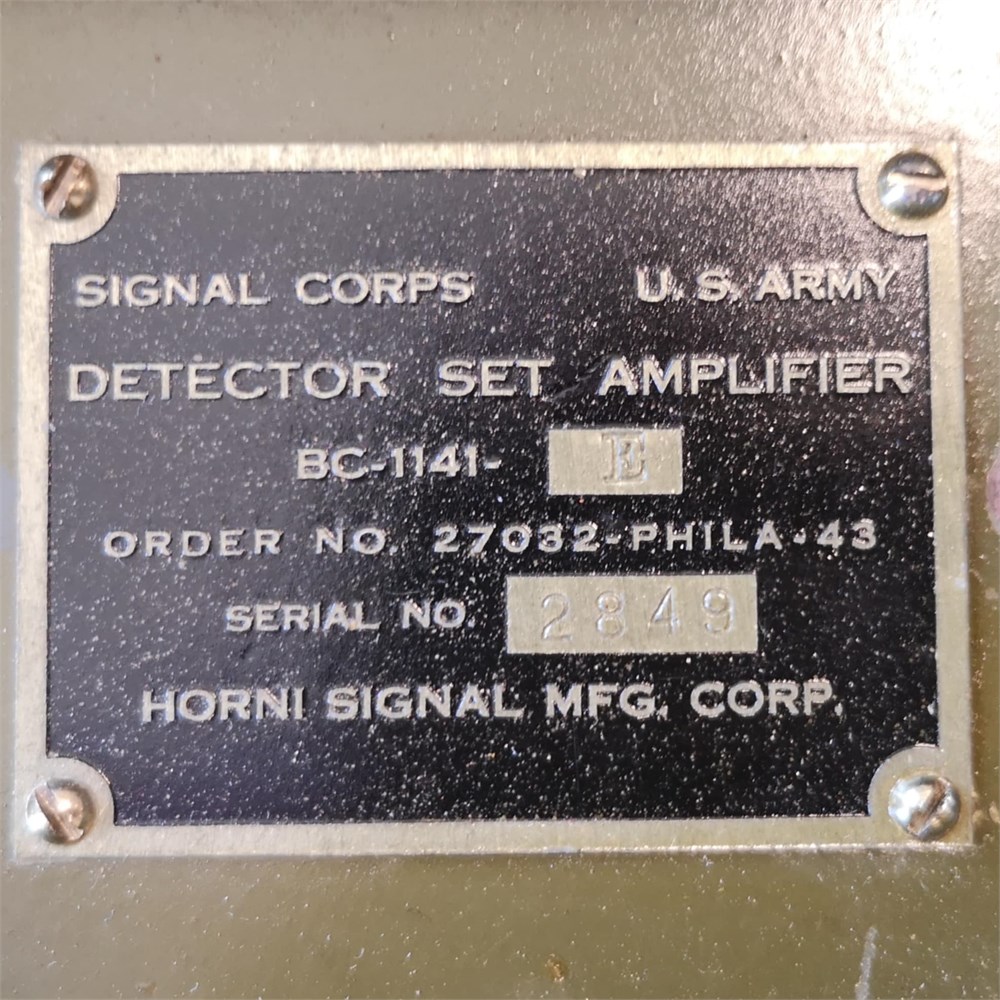 SIGNAL CORPS U.S. ARMY
DETECTOR SET AMPLIFIER
BC-1141-E
ORDER NO. 27032-PHILA-43
SERIAL NO. 2849
HORNI SIGNAL MFG. CORP.